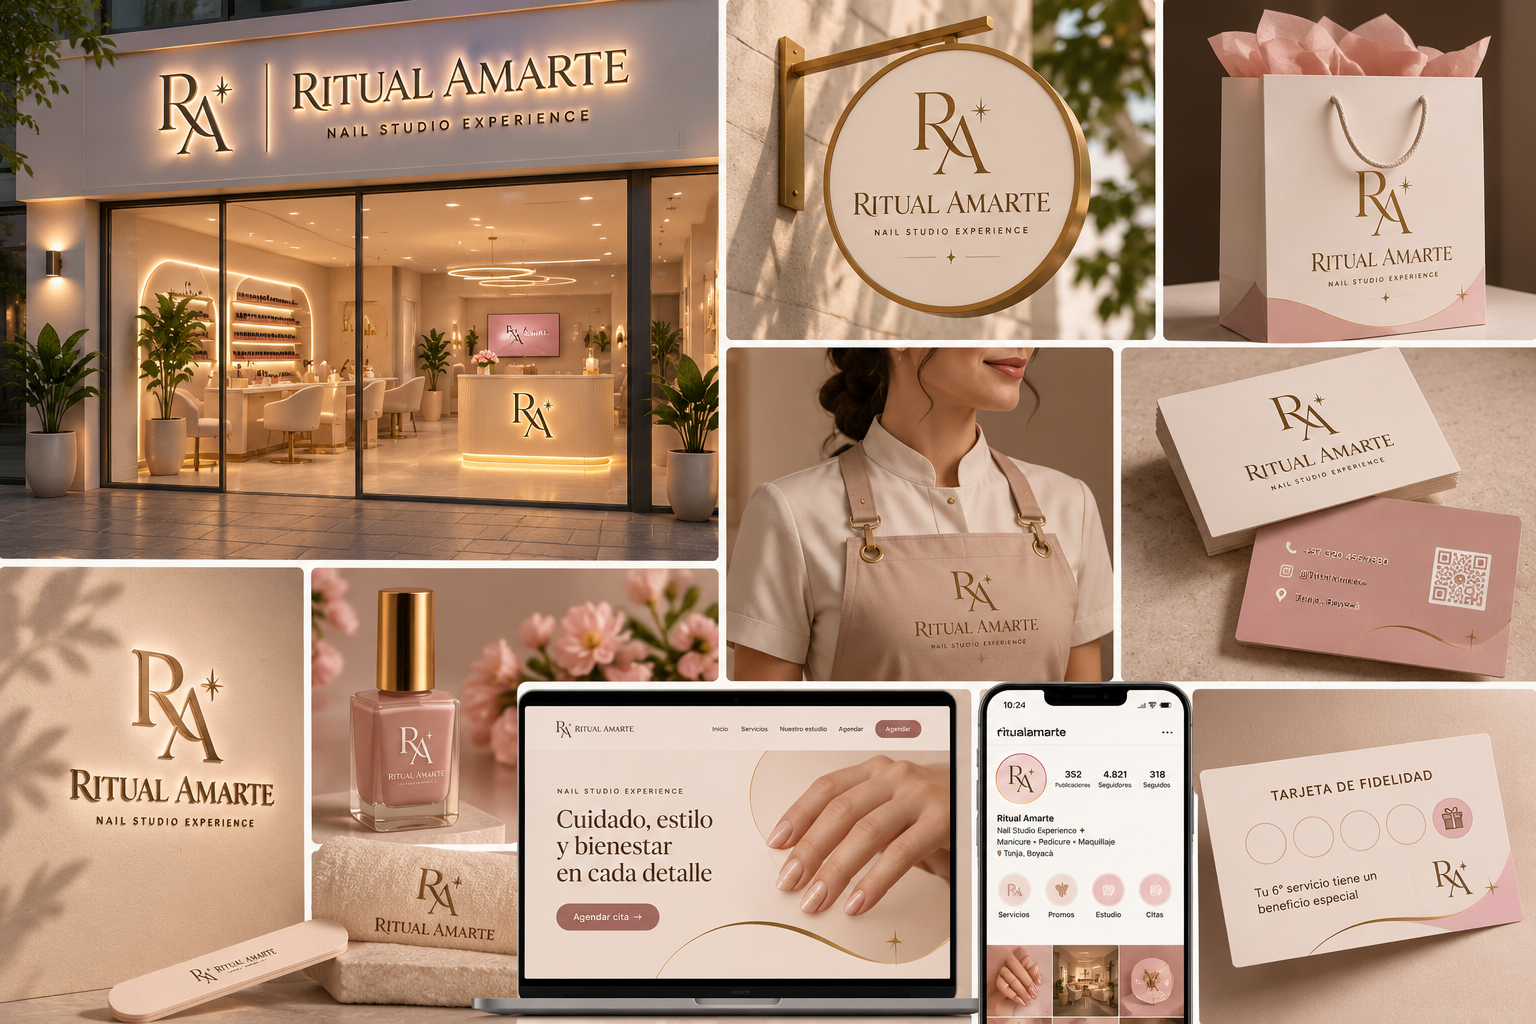 RA
RITUAL AMARTE
NAIL STUDIO EXPERIENCE
RA
RA
RA
RITUAL AMARTE
NAIL STUDIO EXPERIENCE
RA
RITUAL AMARTE
NAIL STUDIO EXPERIENCE
RA
RITUAL AMARTE
NAIL STUDIO EXPERIENCE
RA
RITUAL AMARTE
NAIL STUDIO EXPERIENCE
RA
RITUAL AMARTE
NAIL STUDIO EXPERIENCE
RA
RITUAL AMARTE
RA
RITUAL AMARTE
RA RITUAL AMARTE
RA RITUAL AMARTE
Inicio Servicios Nuestro estudio Agendar Agendar
NAIL STUDIO EXPERIENCE
Cuidado, estilo
y bienestar
en cada detalle
Agendar cita →
10:24
ritualamarte
RA
352 4.821 318
Publicaciones Seguidores Seguidos
Ritual Amarte
Nail Studio Experience
Manicure • Pedicure • Maquillaje
Tunja, Boyacá
RA
Servicios Promos Estudio Citas
TARJETA DE FIDELIDAD
Tu 6° servicio tiene un
beneficio especial
RA